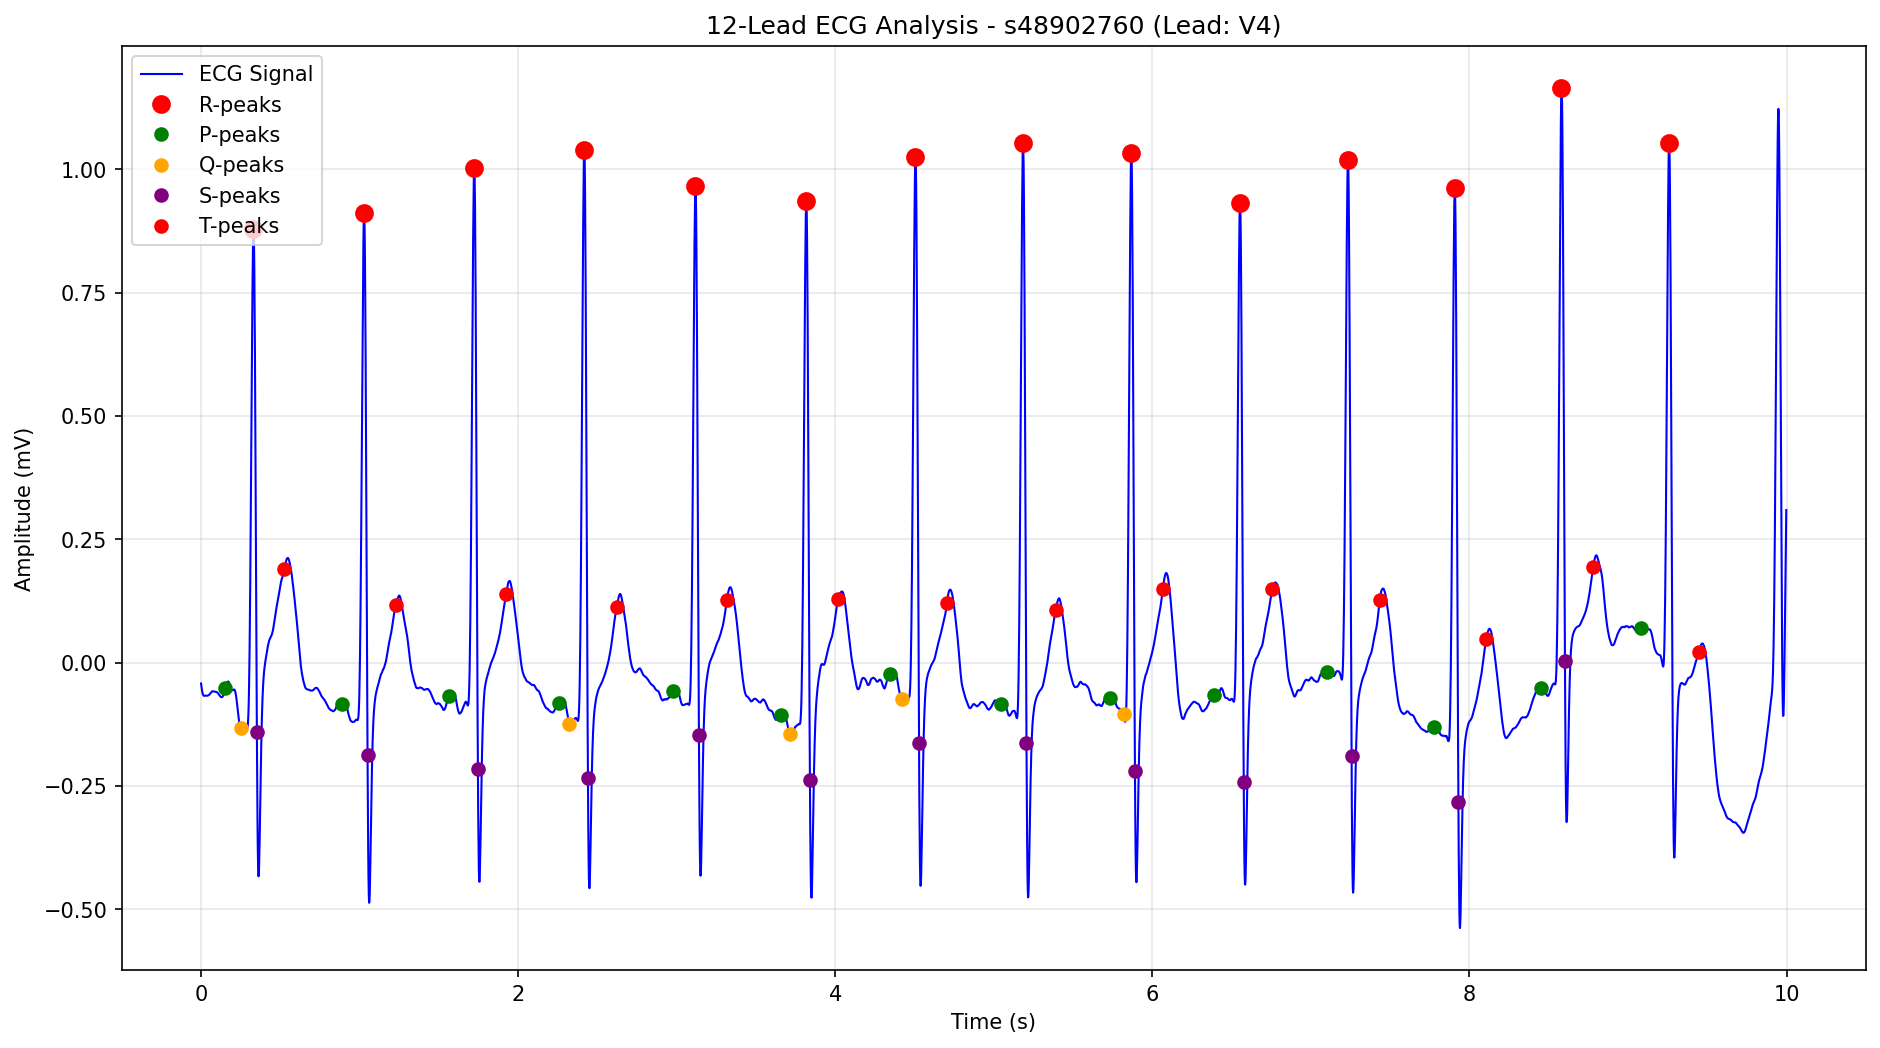 12-Lead ECG Analysis - s48902760 (Lead: V4)
ECG Signal
R-peaks
P-peaks
Q-peaks
S-peaks
T-peaks
1.00
0.75
0.50
0.25
0.00
−0.25
−0.50
Amplitude (mV)
0 2 4 6 8 10
Time (s)